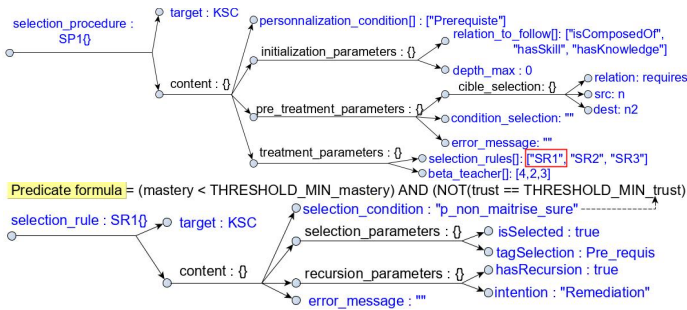 selection_procedure :
SP1{}
target : KSC
content : {}
personnalization_condition[] : ["Prerequiste"]
initialization_parameters : {}
relation_to_follow[]: ["isComposedOf",
"hasSkill", "hasKnowledge"]
depth_max : 0
pre_treatment_parameters : {}
cible_selection: {}
relation: requires
src: n
dest: n2
condition_selection: ""
error_message: ""
treatment_parameters : {}
selection_rules[]: ["SR1", "SR2", "SR3"]
beta_teacher[]: [4,2,3]
Predicate formula = (mastery < THRESHOLD_MIN_mastery) AND (NOT(trust == THRESHOLD_MIN_trust)
selection_rule : SR1{}
target : KSC
content : {}
selection_condition : "p_non_maitrise_sure"
selection_parameters : {}
isSelected : true
tagSelection : Pre_requis
recursion_parameters : {}
hasRecursion : true
intention : "Remediation"
error_message : ""